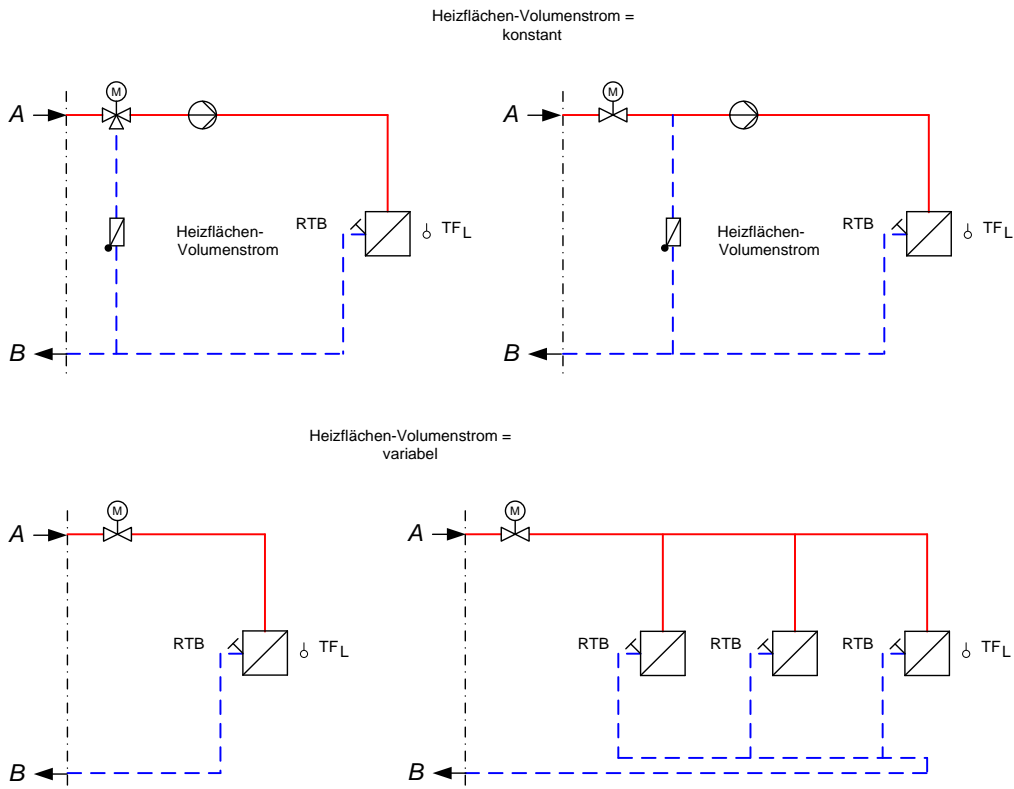 Heizflächen-Volumenstrom =
konstant
M
M
A
A
Heizflächen-
Volumenstrom
RTB
TFL
Heizflächen-
Volumenstrom
RTB
TFL
B
B
Heizflächen-Volumenstrom =
variabel
M
M
A
A
RTB
TFL
RTB
RTB
RTB
TFL
B
B